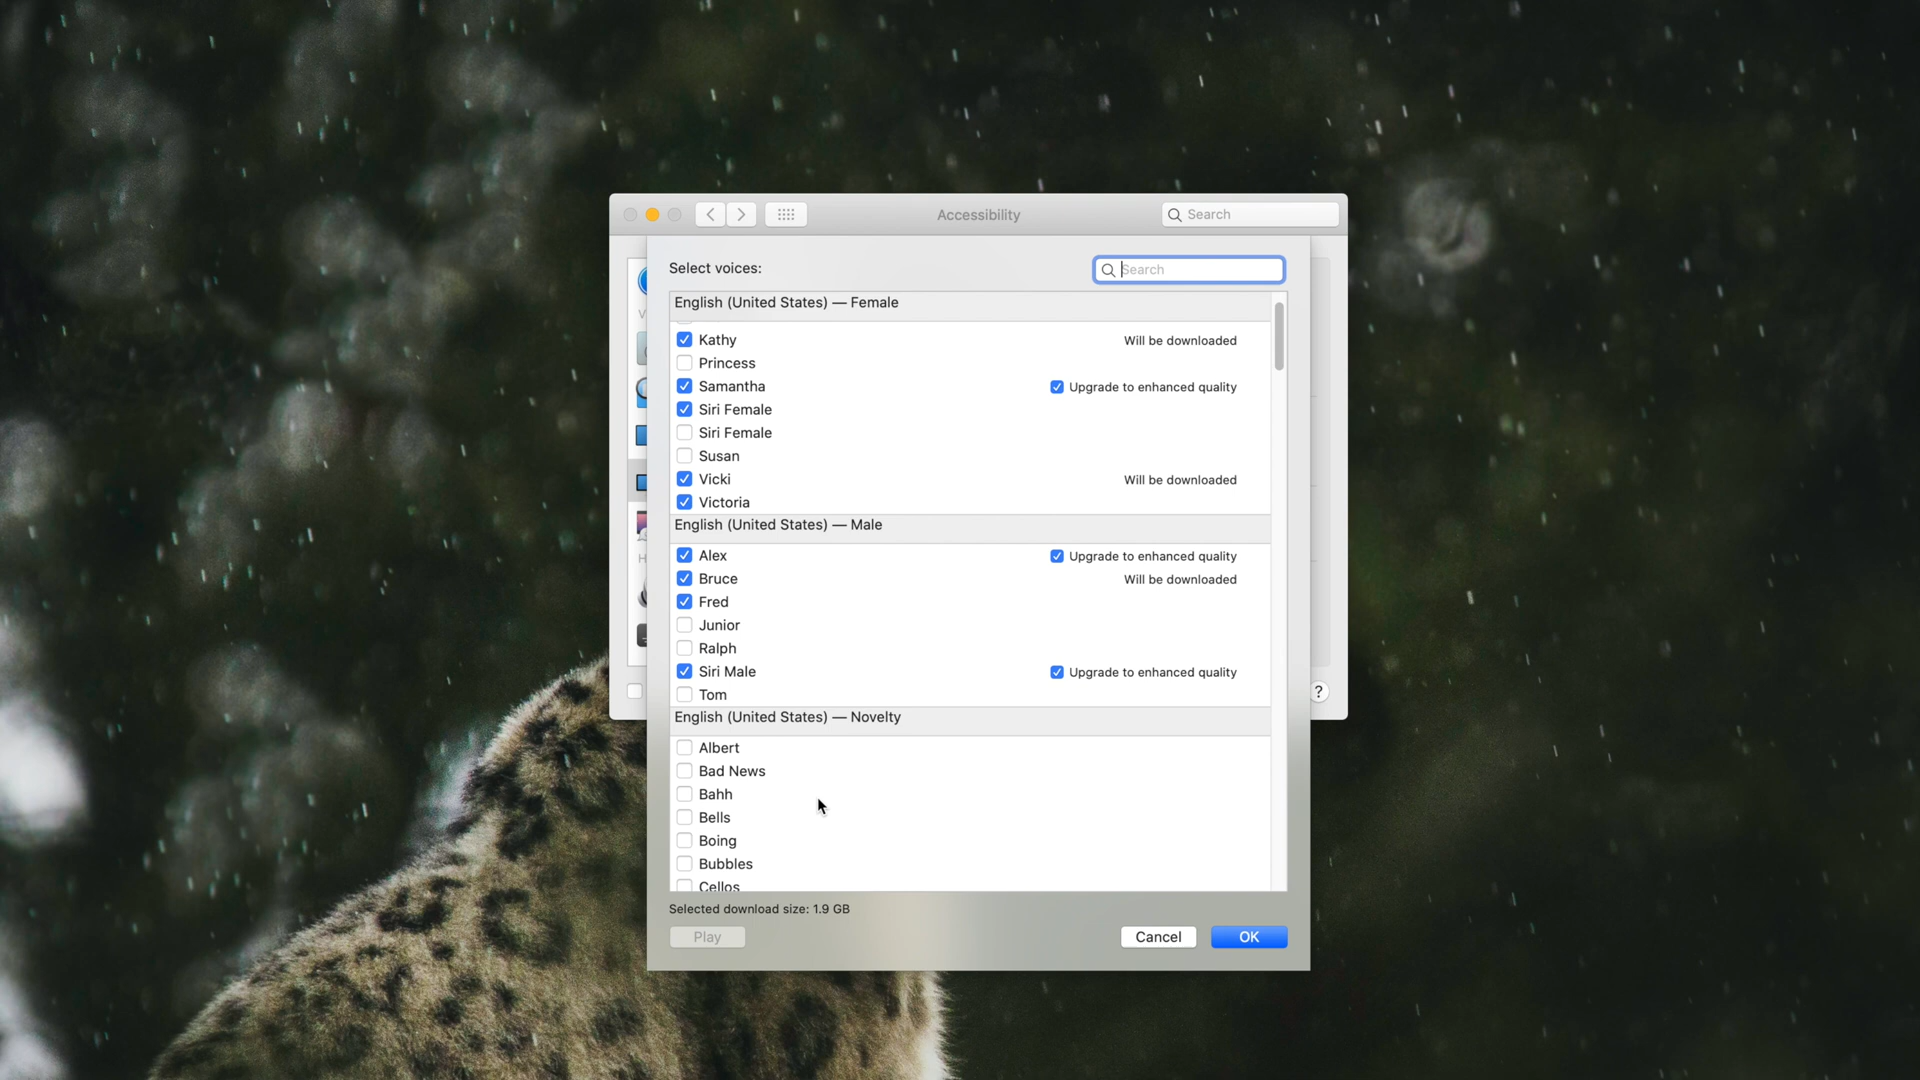 Accessibility
Search
Select voices:
Search
English (United States) — Female
Kathy Will be downloaded
Princess
Samantha Upgrade to enhanced quality
Siri Female
Siri Female
Susan
Vicki Will be downloaded
Victoria
English (United States) — Male
Alex Upgrade to enhanced quality
Bruce Will be downloaded
Fred
Junior
Ralph
Siri Male Upgrade to enhanced quality
Tom
English (United States) — Novelty
?
Albert
Bad News
Bahh
Bells
Boing
Bubbles
Cellos
Selected download size: 1.9 GB
Play Cancel OK